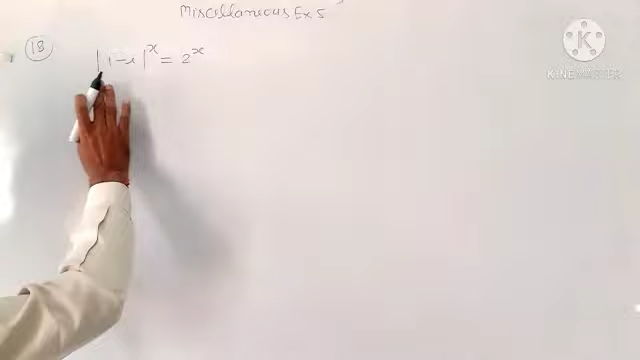 Miscellaneous Ex 5
18 |1-i|^x = 2^x
K
KINEMASTER